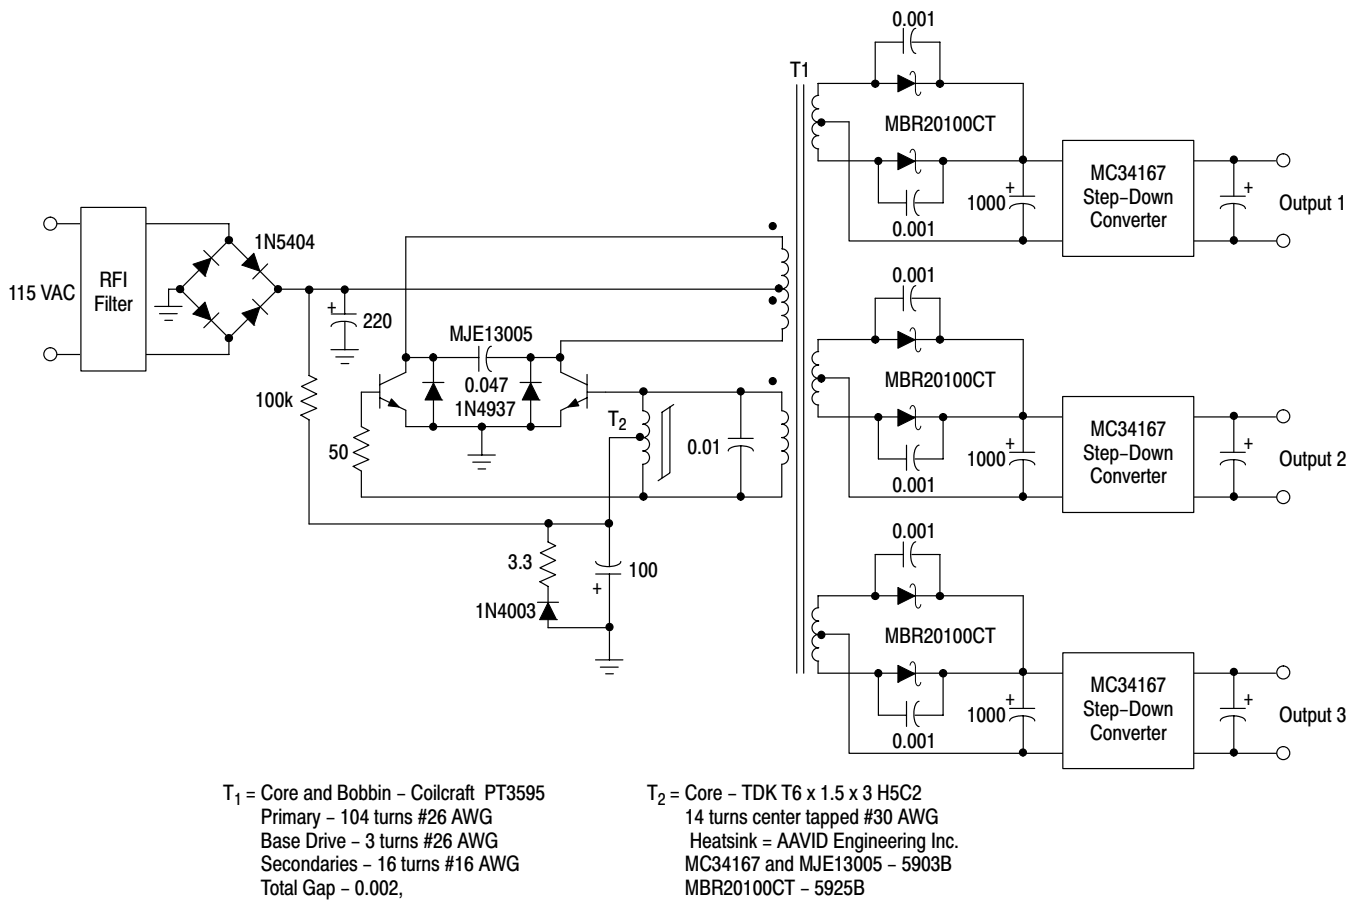 0.001
T1
MBR20100CT
MC34167
Step–Down
Converter
1000
+
+
Output 1
0.001
1N5404
115 VAC
RFI
Filter
+
220
0.001
MJE13005
0.047
1N4937
100k
50
T2
0.01
MBR20100CT
MC34167
Step–Down
Converter
1000
+
+
Output 2
0.001
3.3
100
+
1N4003
0.001
MBR20100CT
MC34167
Step–Down
Converter
1000
+
+
Output 3
0.001
T1 = Core and Bobbin – Coilcraft PT3595
Primary – 104 turns #26 AWG
Base Drive – 3 turns #26 AWG
Secondaries – 16 turns #16 AWG
Total Gap – 0.002,
T2 = Core – TDK T6 x 1.5 x 3 H5C2
14 turns center tapped #30 AWG
Heatsink = AAVID Engineering Inc.
MC34167 and MJE13005 – 5903B
MBR20100CT – 5925B